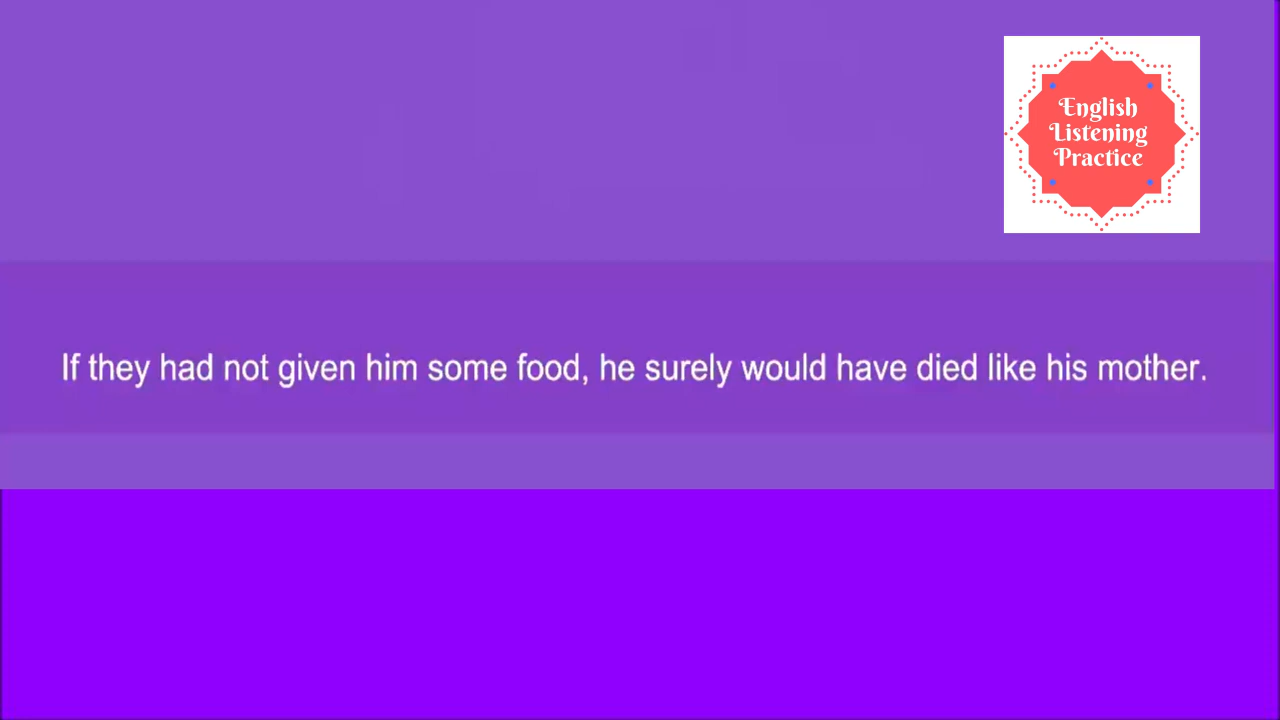 English
Listening
Practice
If they had not given him some food, he surely would have died like his mother.